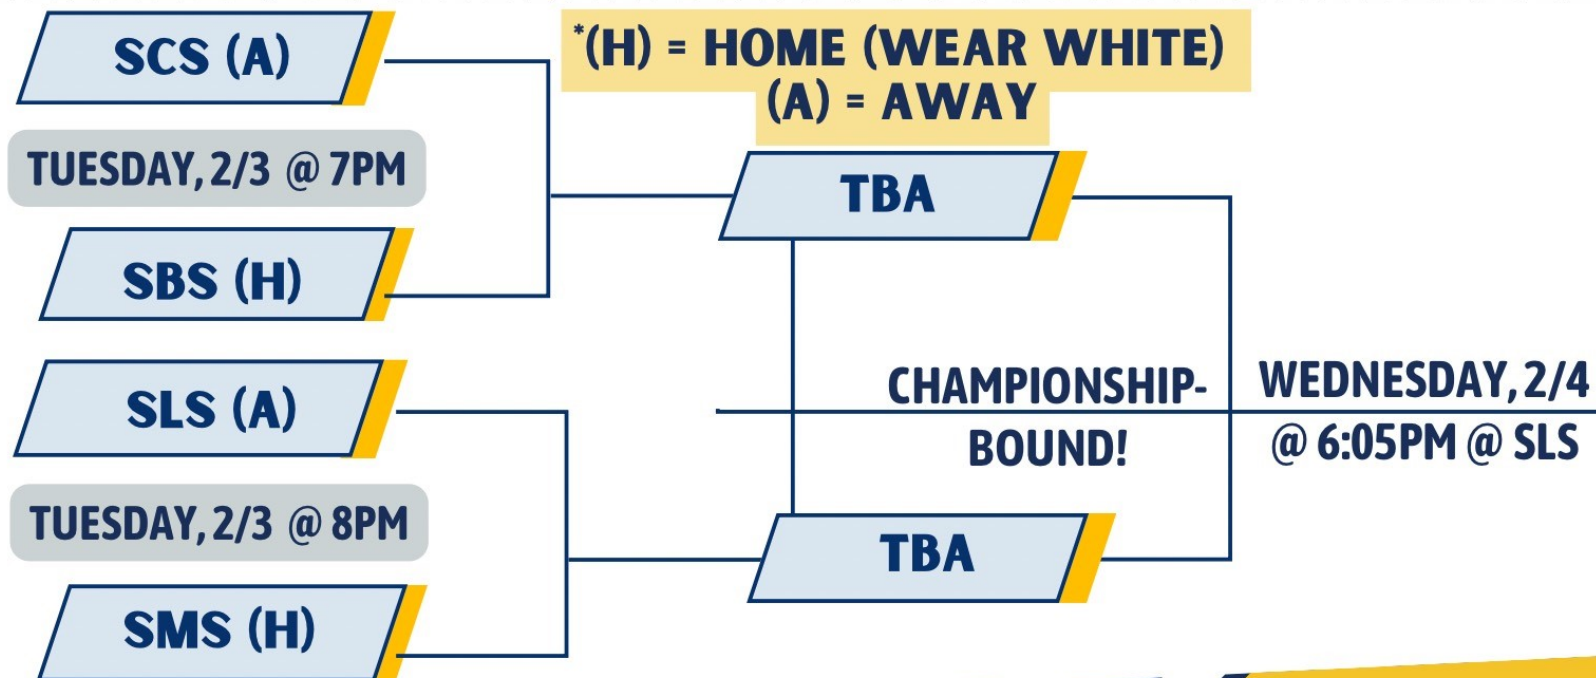 SCS (A)
*(H) = HOME (WEAR WHITE)
(A) = AWAY
TUESDAY, 2/3 @ 7PM
TBA
SBS (H)
SLS (A)
CHAMPIONSHIP-
BOUND!
WEDNESDAY, 2/4
@ 6:05PM @ SLS
TUESDAY, 2/3 @ 8PM
TBA
SMS (H)